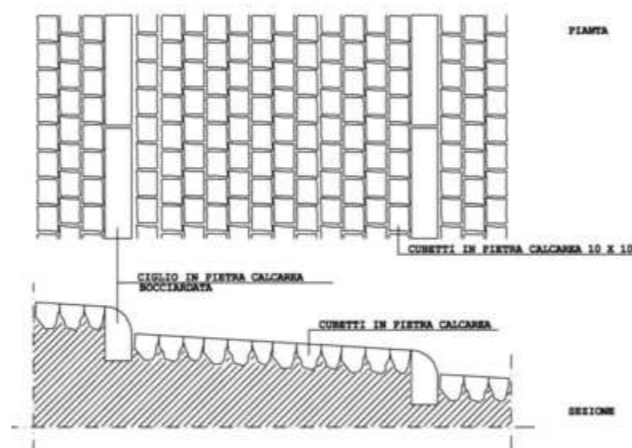 PIANTA
CUBETTI IN PIETRA CALCAREA 10 X 10
CIGLIO IN PIETRA CALCAREA
BOCCIARDATA
CUBETTI IN PIETRA CALCAREA
SEZIONE